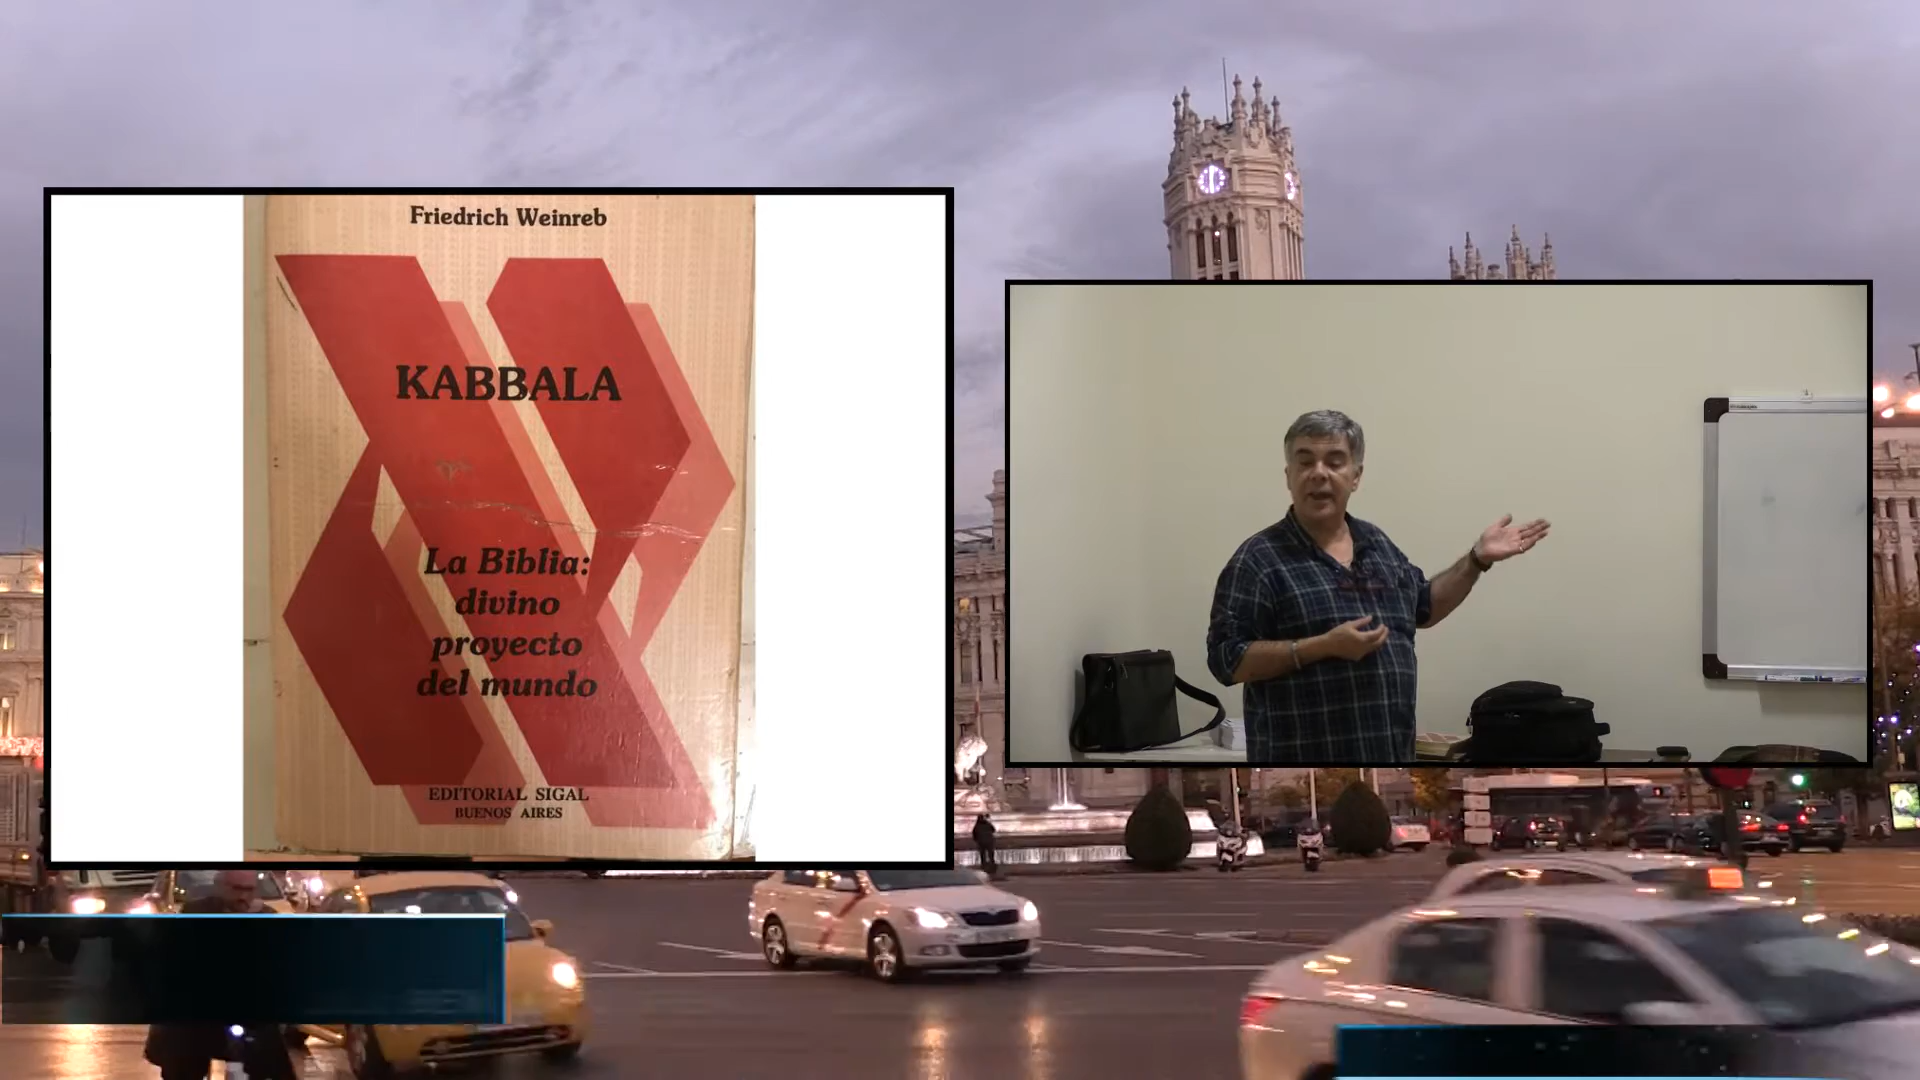 Friedrich Weinreb
KABBALA
La Biblia:
divino
proyecto
del mundo
EDITORIAL SIGAL
BUENOS AIRES